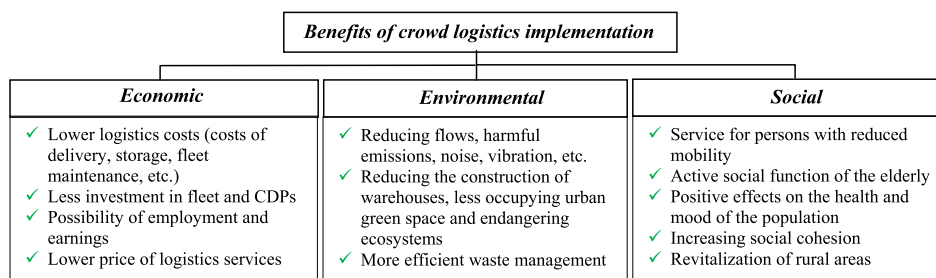 Benefits of crowd logistics implementation
Economic
✓ Lower logistics costs (costs of
delivery, storage, fleet
maintenance, etc.)
✓ Less investment in fleet and CDPs
✓ Possibility of employment and
earnings
✓ Lower price of logistics services
Environmental
✓ Reducing flows, harmful
emissions, noise, vibration, etc.
✓ Reducing the construction of
warehouses, less occupying urban
green space and endangering
ecosystems
✓ More efficient waste management
Social
✓ Service for persons with reduced
mobility
✓ Active social function of the elderly
✓ Positive effects on the health and
mood of the population
✓ Increasing social cohesion
✓ Revitalization of rural areas